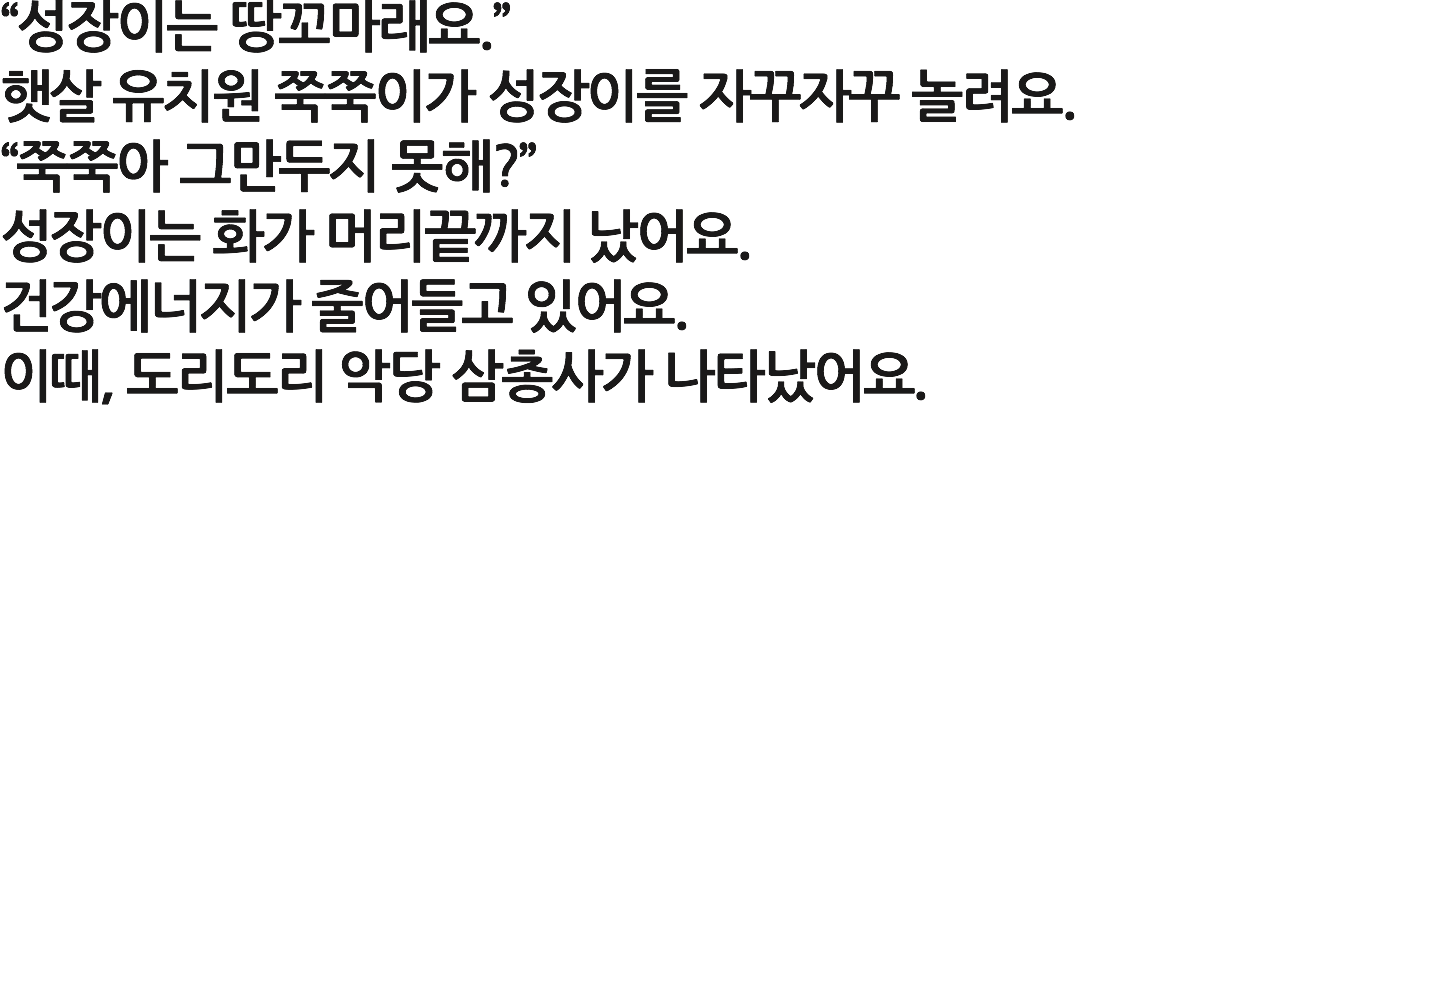 “성장이는 땅꼬마래요.”
햇살 유치원 쭉쭉이가 성장이를 자꾸자꾸 놀려요.
“쭉쭉아 그만두지 못해?”
성장이는 화가 머리끝까지 났어요.
건강에너지가 줄어들고 있어요.
이때, 도리도리 악당 삼총사가 나타났어요.